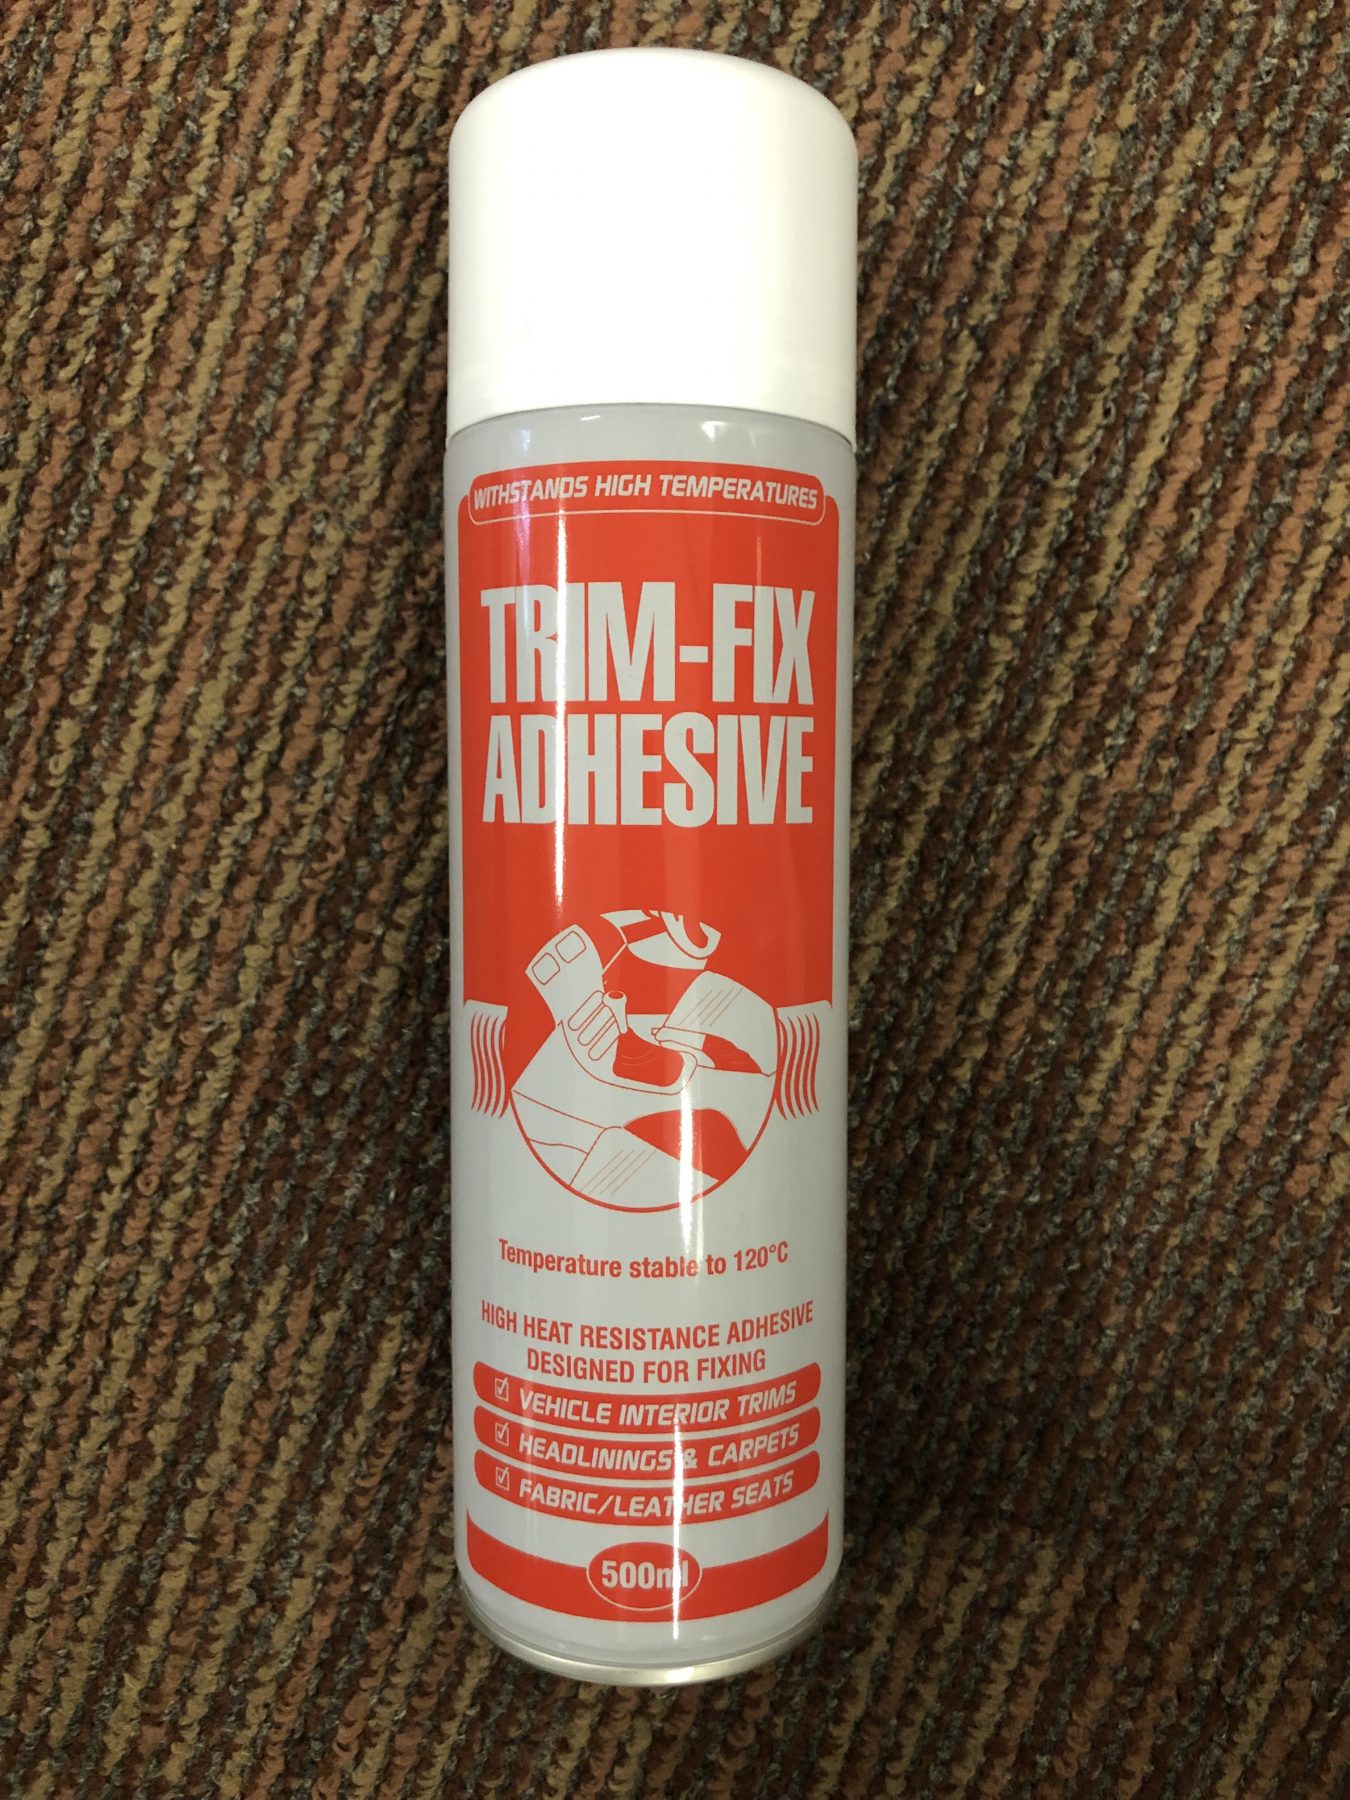 WITHSTANDS HIGH TEMPERATURES
TRIM-FIX
ADHESIVE
Temperature stable to 120°C
HIGH HEAT RESISTANCE ADHESIVE
DESIGNED FOR FIXING
VEHICLE INTERIOR TRIMS
HEADLININGS & CARPETS
FABRIC/LEATHER SEATS
500ml